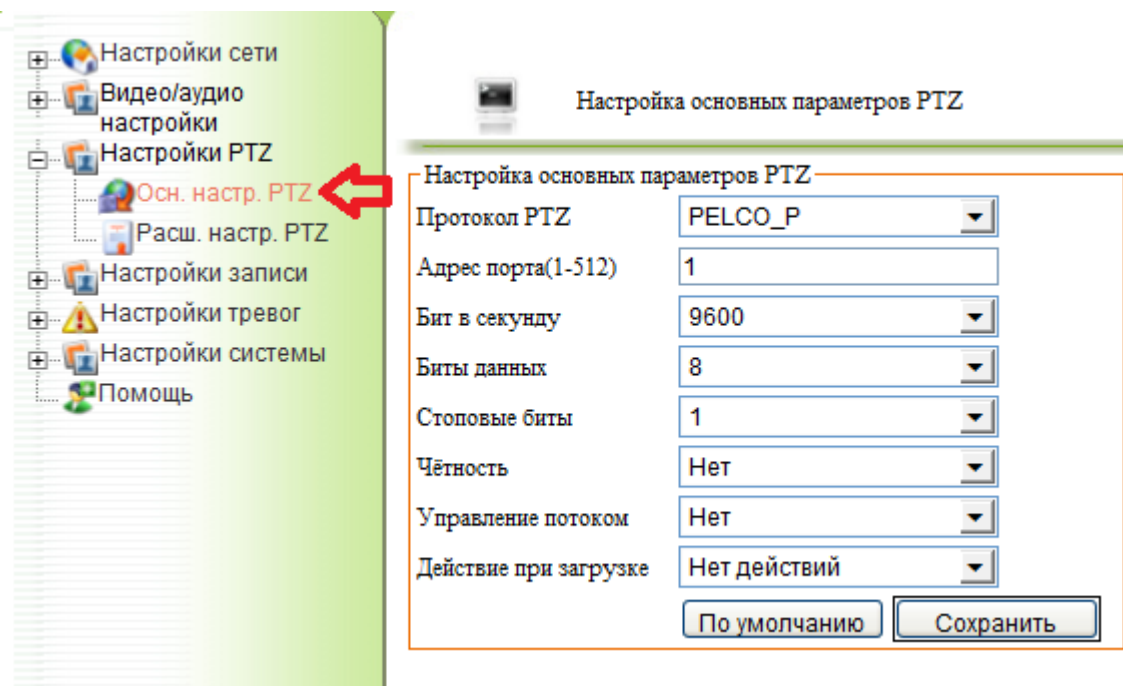 Настройки сети
Видео/аудио
настройки
Настройки PTZ
Осн. настр. PTZ
Расш. настр. PTZ
Настройки записи
Настройки тревог
Настройки системы
Помощь
Настройка основных параметров PTZ
Настройка основных параметров PTZ
Протокол PTZ PELCO_P
Адрес порта(1-512) 1
Бит в секунду 9600
Биты данных 8
Стоповые биты 1
Чётность Нет
Управление потоком Нет
Действие при загрузке Нет действий
По умолчанию Сохранить